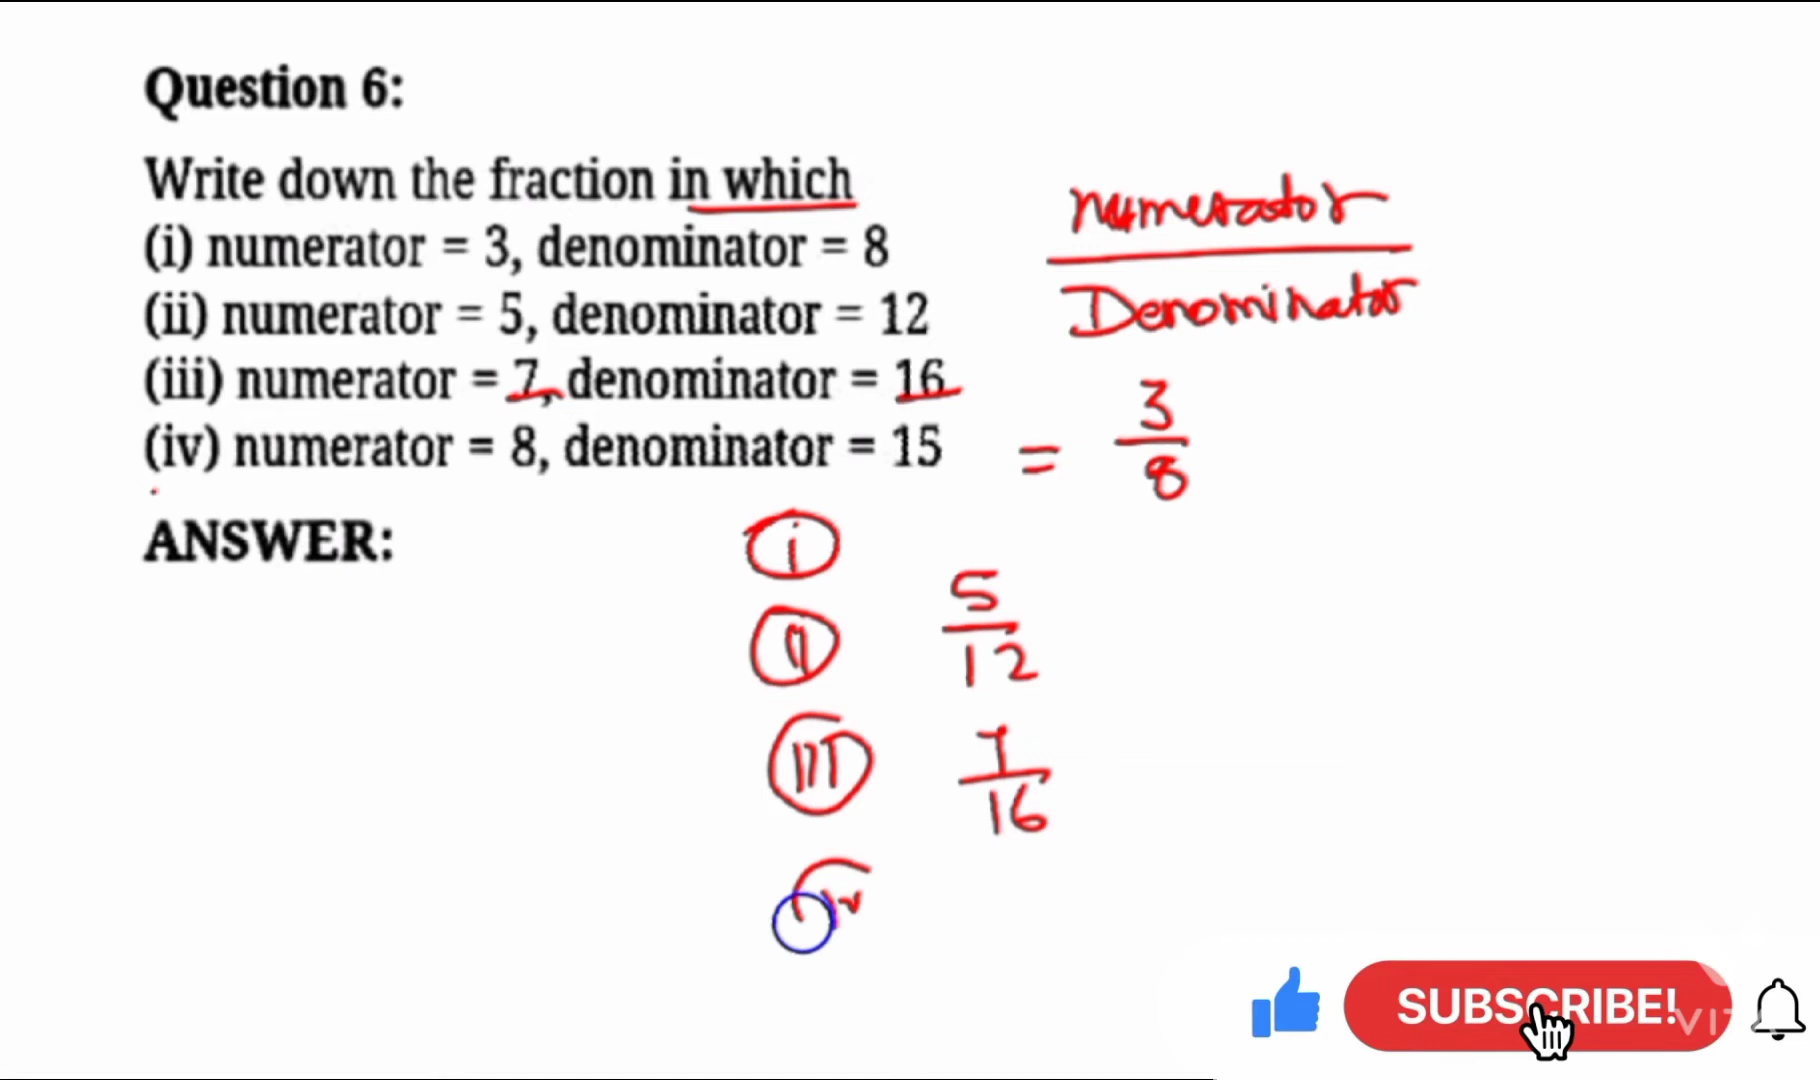 Question 6:
Write down the fraction in which
(i) numerator = 3, denominator = 8
(ii) numerator = 5, denominator = 12
(iii) numerator = 7, denominator = 16
(iv) numerator = 8, denominator = 15
ANSWER:
numerator
Denominator
= 3
8
i
II
5
12
III
7
16
iv
SUBSCRIBE!